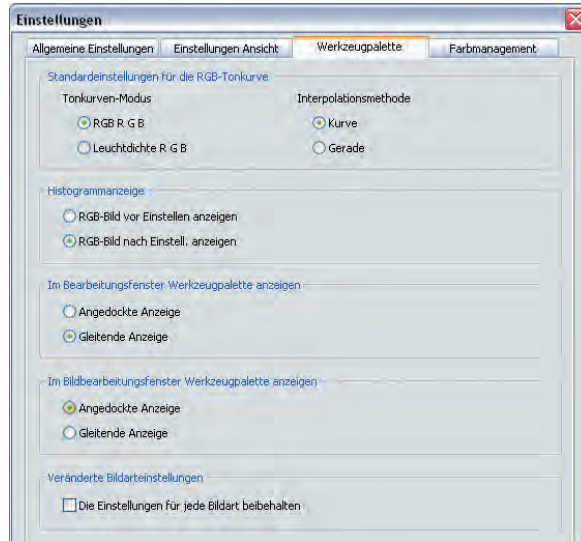 Einstellungen
Allgemeine Einstellungen Einstellungen Ansicht Werkzeugpalette Farbmanagement
Standardeinstellungen für die RGB-Tonkurve
Tonkurven-Modus Interpolationsmethode
RGB R G B Kurve
Leuchtdichte R G B Gerade
Histogrammanzeige
RGB-Bild vor Einstellen anzeigen
RGB-Bild nach Einstell. anzeigen
Im Bearbeitungsfenster Werkzeugpalette anzeigen
Angedockte Anzeige
Gleitende Anzeige
Im Bildbearbeitungsfenster Werkzeugpalette anzeigen
Angedockte Anzeige
Gleitende Anzeige
Veränderte Bildarteinstellungen
Die Einstellungen für jede Bildart beibehalten